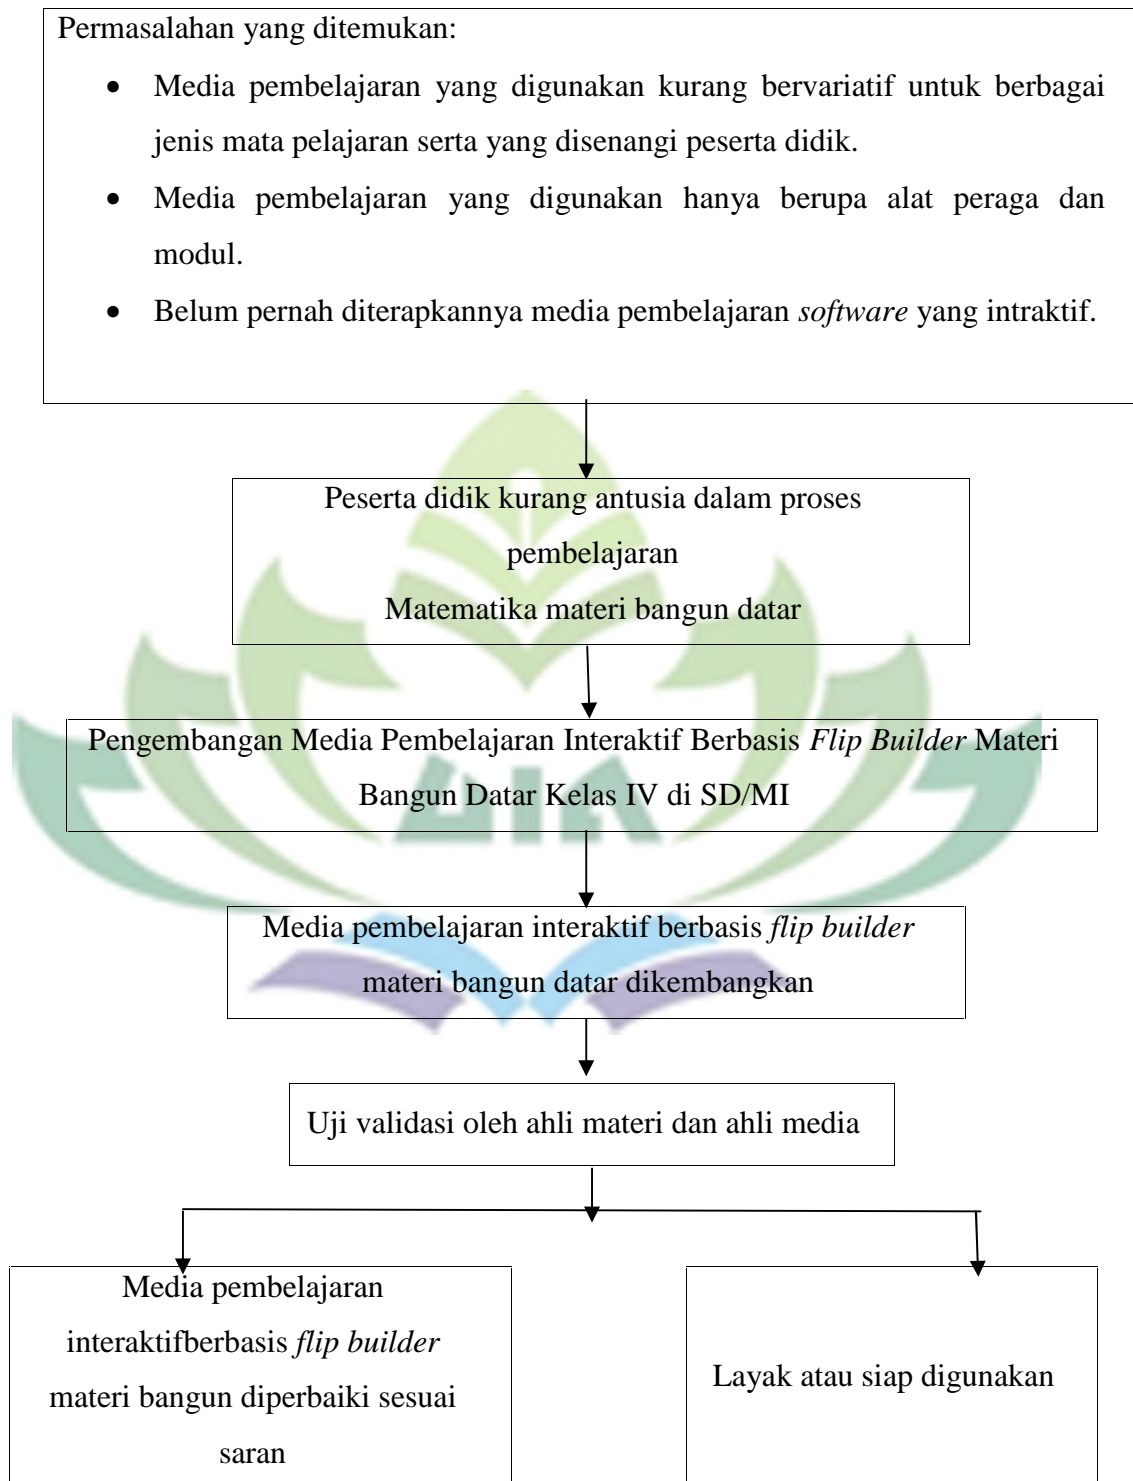 Permasalahan yang ditemukan:
• Media pembelajaran yang digunakan kurang bervariatif untuk berbagai
jenis mata pelajaran serta yang disenangi peserta didik.
• Media pembelajaran yang digunakan hanya berupa alat peraga dan
modul.
• Belum pernah diterapkannya media pembelajaran software yang intraktif.
Peserta didik kurang antusia dalam proses
pembelajaran
Matematika materi bangun datar
Pengembangan Media Pembelajaran Interaktif Berbasis Flip Builder Materi
Bangun Datar Kelas IV di SD/MI
Media pembelajaran interaktif berbasis flip builder
materi bangun datar dikembangkan
Uji validasi oleh ahli materi dan ahli media
Media pembelajaran
interaktifberbasis flip builder
materi bangun diperbaiki sesuai
saran
Layak atau siap digunakan